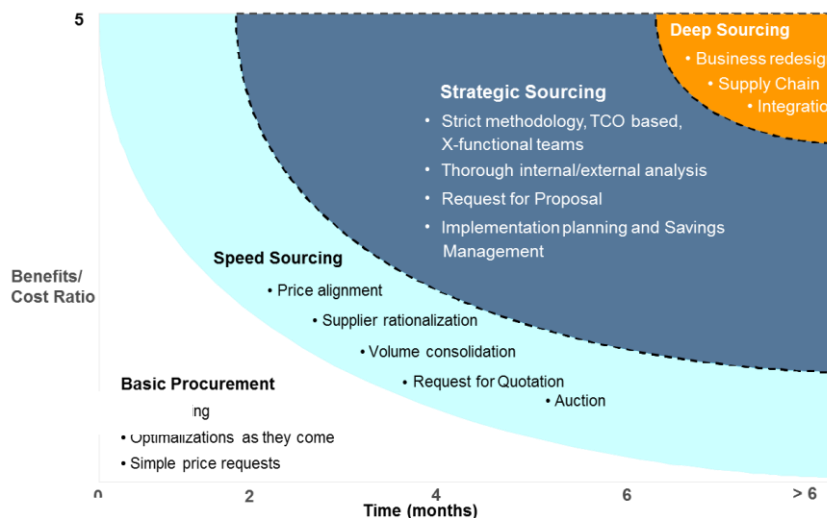 5
Deep Sourcing
• Business redesign
• Supply Chain
Strategic Sourcing
• Strict methodology, TCO based,
X-functional teams
• Thorough internal/external analysis
• Request for Proposal
• Implementation planning and Savings
Management
Speed Sourcing
• Price alignment
• Supplier rationalization
• Volume consolidation
• Request for Quotation
• Auction
Benefits/
Cost Ratio
Basic Procurement
• Optimalizations as they come
• Simple price requests
0
2
4
6
> 6
Time (months)